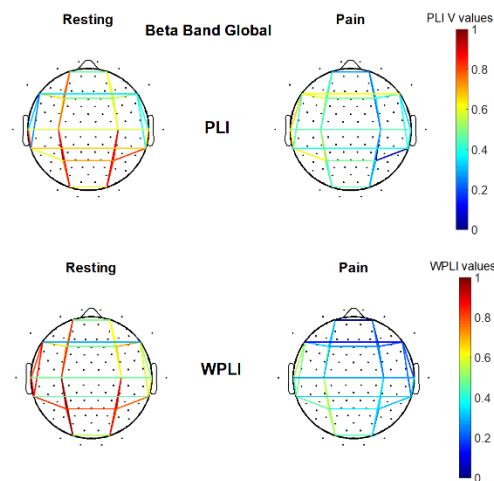 Beta Band Global
Resting
Pain
PLI V values
PLI
1
0.8
0.6
0.4
0.2
0
Resting
Pain
WPLI values
WPLI
1
0.8
0.6
0.4
0.2
0